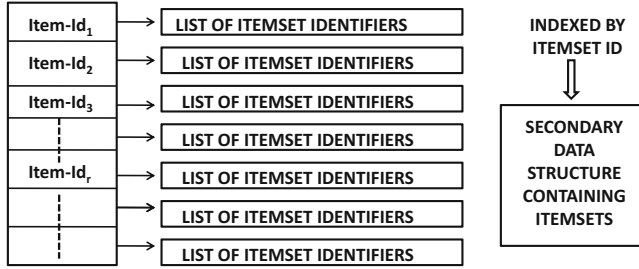 Item-Id₁
LIST OF ITEMSET IDENTIFIERS
Item-Id₂
LIST OF ITEMSET IDENTIFIERS
Item-Id₃
LIST OF ITEMSET IDENTIFIERS
LIST OF ITEMSET IDENTIFIERS
Item-Idᵣ
LIST OF ITEMSET IDENTIFIERS
LIST OF ITEMSET IDENTIFIERS
LIST OF ITEMSET IDENTIFIERS
INDEXED BY
ITEMSET ID
SECONDARY
DATA
STRUCTURE
CONTAINING
ITEMSETS